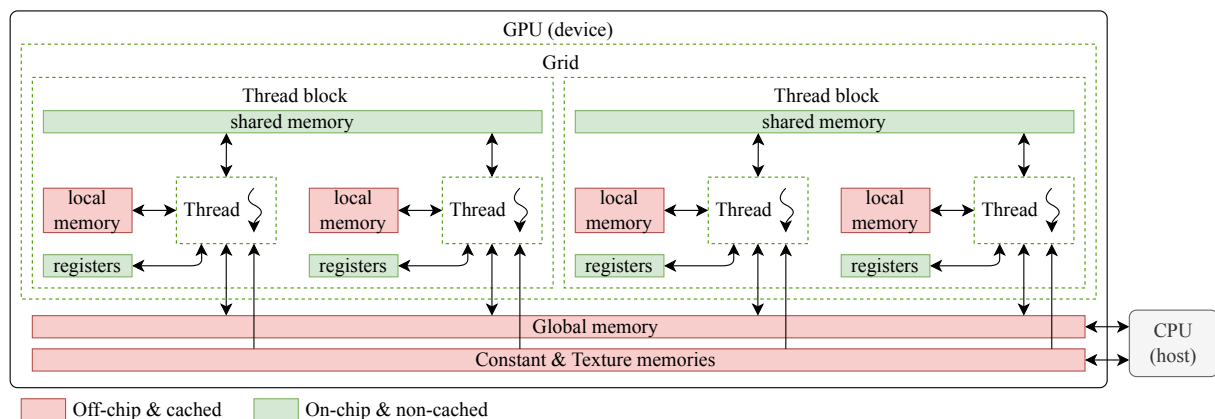 GPU (device)
Grid
Thread block
shared memory
local
memory
Thread
registers
local
memory
Thread
registers
Thread block
shared memory
local
memory
Thread
registers
local
memory
Thread
registers
Global memory
Constant & Texture memories
CPU
(host)
Off-chip & cached
On-chip & non-cached